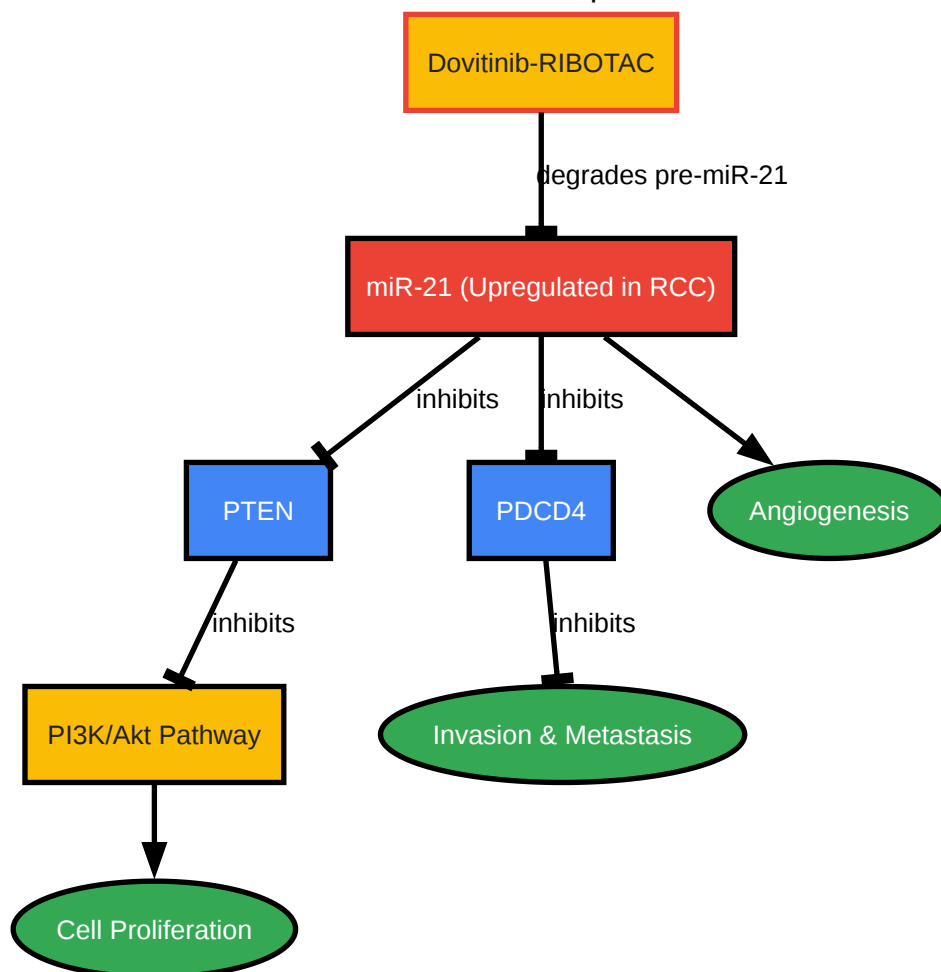 Dovitinib-RIBOTAC
degrades pre-miR-21
miR-21 (Upregulated in RCC)
inhibits
inhibits
PTEN
PDCD4
Angiogenesis
inhibits
inhibits
PI3K/Akt Pathway
Invasion & Metastasis
Cell Proliferation